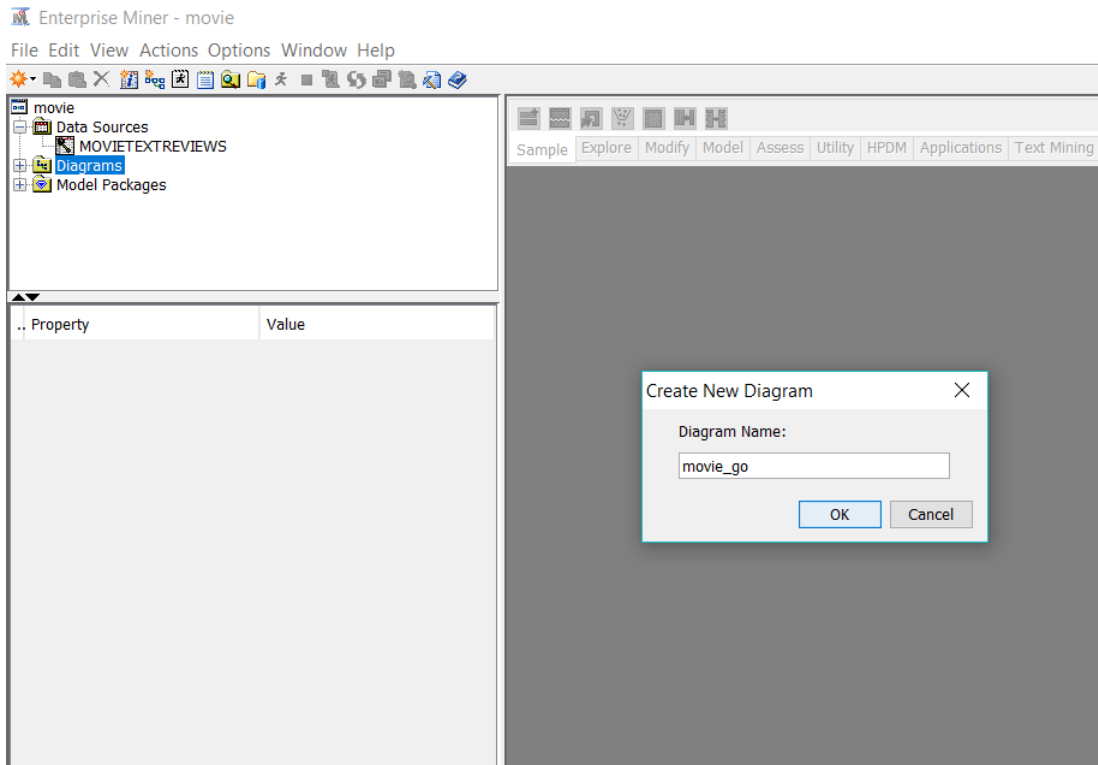 Enterprise Miner - movie
File Edit View Actions Options Window Help
movie
Data Sources
MOVIETEXTREVIEWS
Diagrams
Model Packages
Sample Explore Modify Model Assess Utility HPDM Applications Text Mining
.. Property Value
Create New Diagram
Diagram Name:
movie_go
OK Cancel